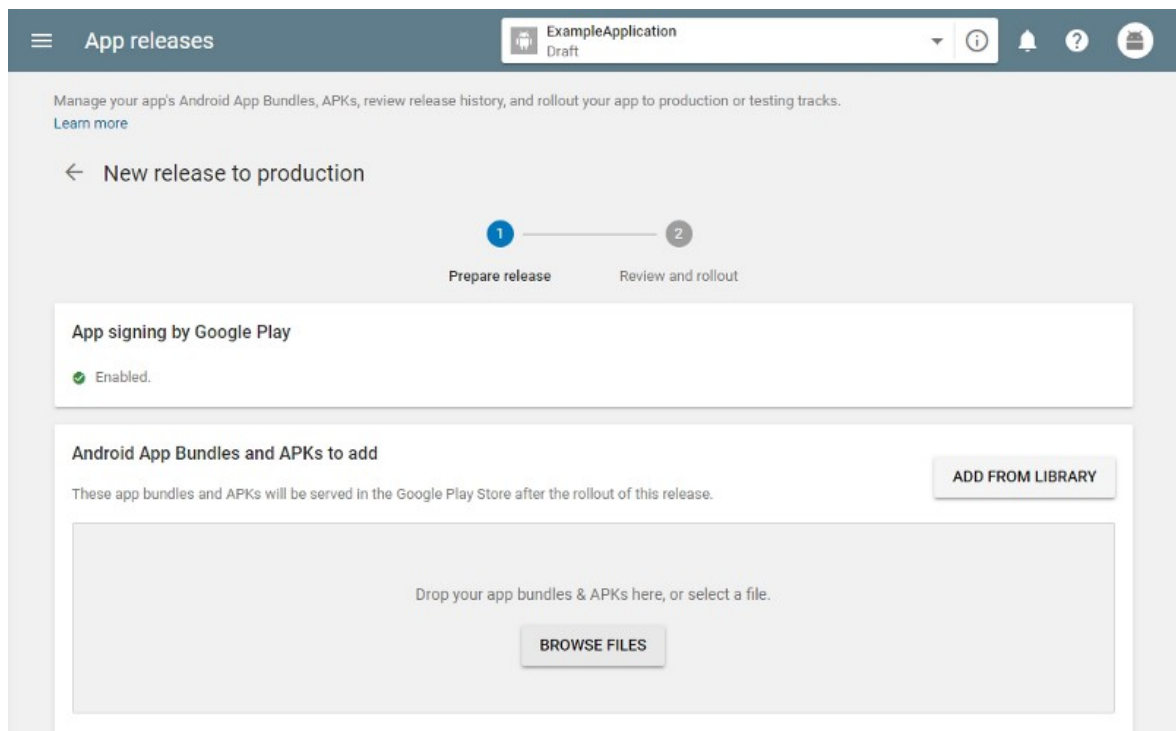 App releases
ExampleApplication
Draft
Manage your app's Android App Bundles, APKs, review release history, and rollout your app to production or testing tracks.
Learn more
New release to production
1
2
Prepare release
Review and rollout
App signing by Google Play
Enabled.
Android App Bundles and APKs to add
ADD FROM LIBRARY
These app bundles and APKs will be served in the Google Play Store after the rollout of this release.
Drop your app bundles & APKs here, or select a file.
BROWSE FILES